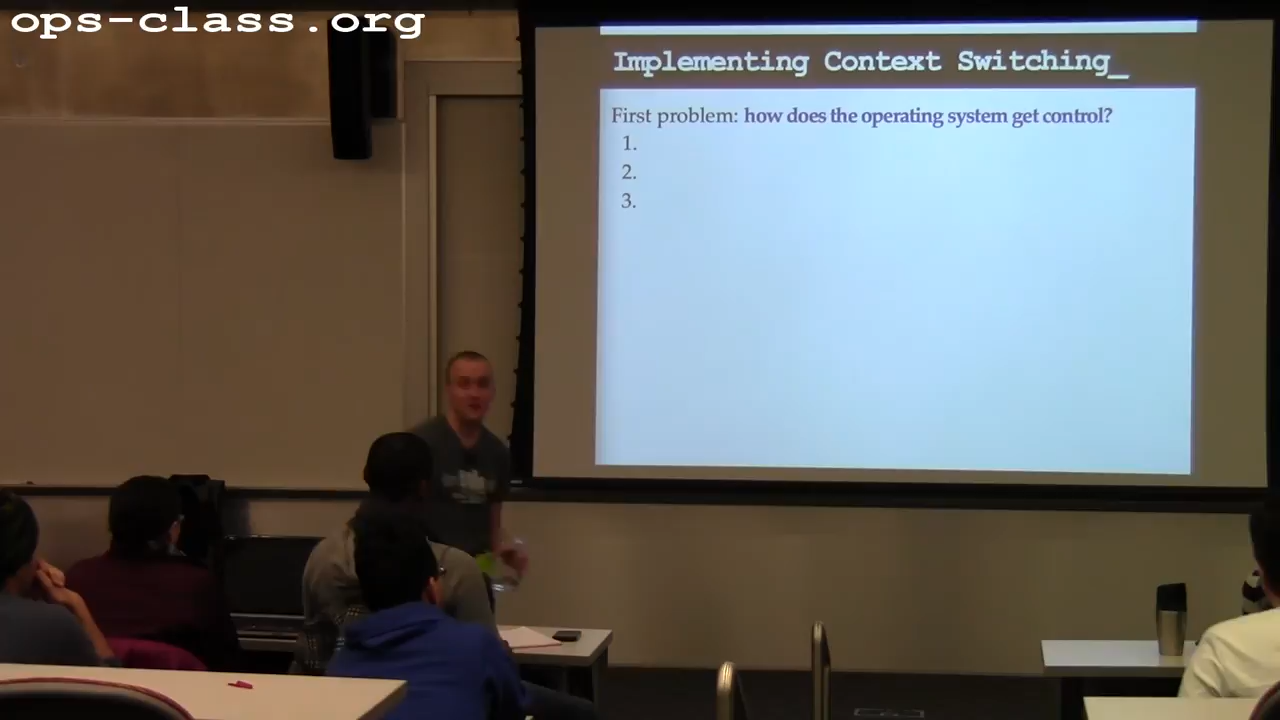 ops-class.org
Implementing Context Switching_
First problem: how does the operating system get control?
1.
2.
3.